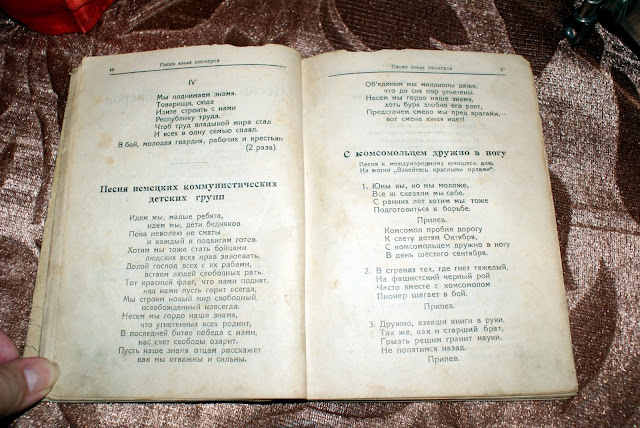 46
Песни юных пионеров
IV
Мы поднимаем знамя.
Товарищи, сюда
Идите строить с нами
Республику труда.
Чтоб труд владыкой мира стал
И всех в одну семью спаял.
В бой, молодая гвардия, рабочих и крестьян
(2 раза).
Песня немецких коммунистических
детских групп
Идем мы, малые ребята,
идем мы, дети бедняков
Пока неволею не смяты
и каждый к подвигам готов.
Хотим мы тоже стать бойцами
людских всех прав завоевать,
Долой господ всех с их рабами,
встаем людей свободных рать.
Тот красный флаг, что нами поднят,
над нами пусть горит всегда,
Мы строим новый мир свободный.
освобожденный навсегда.
Несем мы гордо наше знамя,
что угнетенных всех роднит,
В последней битве победа с нами,
нас свет свободы озарит.
Пусть наше знамя отцам расскажет
как мы отважны и сильны.
Песни юных пионеров
Об'единим мы миллионы даже,
что до сих пор угнетены.
Несем мы гордо наше знамя,
хоть буря злобно его рвет,
Предстанем смело мы пред врагами,—
вот смена юная идет!
С комсомольцем дружно в ногу
Песня к международному юношеск. дню.
На мотив „Взвейтесь красными орлами“.
1. Юны вы, но мы моложе,
Все ж сказали мы себе.
С ранних лет хотим мы тоже
Подготовиться к борьбе.
Припев.
Комсомол пробил дорогу
К свету детям Октября,
С комсомольцем дружно в ногу
В день шестого сентября.
2. В странах тех, где гнет тяжелый,
На фашистский черный рой
Часто вместе с комсомолом
Пионер шагает в бой.
Припев.
3. Дружно, взявши книги в руки,
Так же, как и старший брат,
Грызть решим гранит науки.
Не попятимся назад.
Припев.